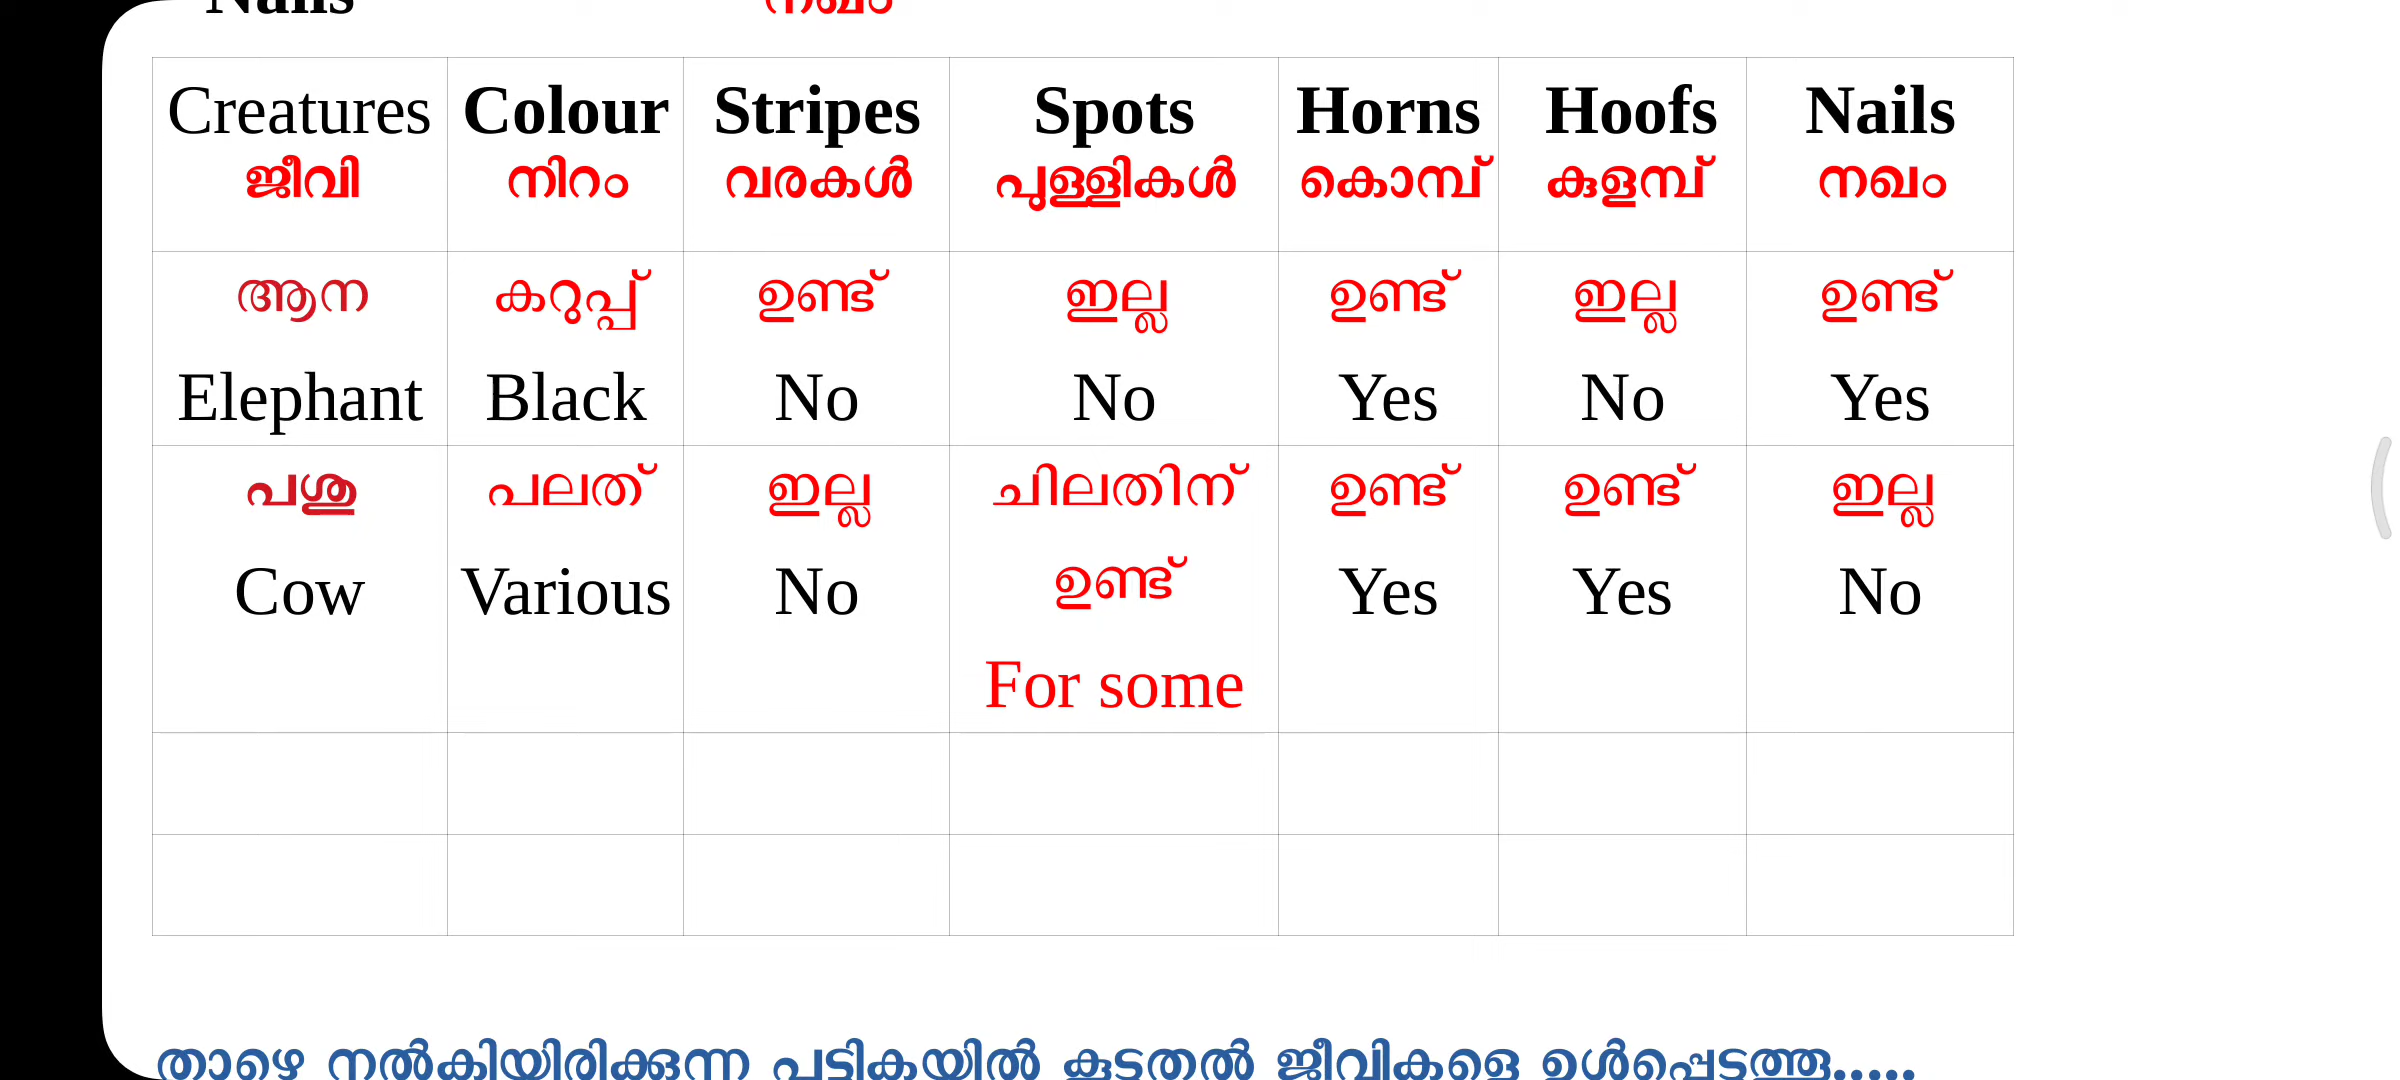 Nails നഖം
Creatures Colour Stripes Spots Horns Hoofs Nails
ജീവി നിറം വരകൾ പുള്ളികൾ കൊമ്പ് കുളമ്പ് നഖം
ആന കറുപ്പ് ഉണ്ട് ഇല്ല ഉണ്ട് ഇല്ല ഉണ്ട്
Elephant Black No No Yes No Yes
പശു പലത് ഇല്ല ചിലതിന് ഉണ്ട് ഉണ്ട് ഇല്ല
ഉണ്ട്
Cow Various No Yes Yes No
For some
താഴെ നൽകിയിരിക്കുന്ന പട്ടികയിൽ കൂടുതൽ ജീവികളെ ഉൾപ്പെടുത്തൂ.....